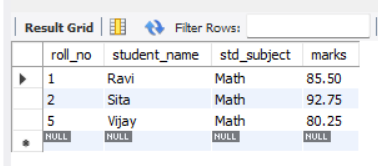 Result Grid Filter Rows:
roll_no student_name std_subject marks
1 Ravi Math 85.50
2 Sita Math 92.75
5 Vijay Math 80.25
NULL NULL NULL NULL